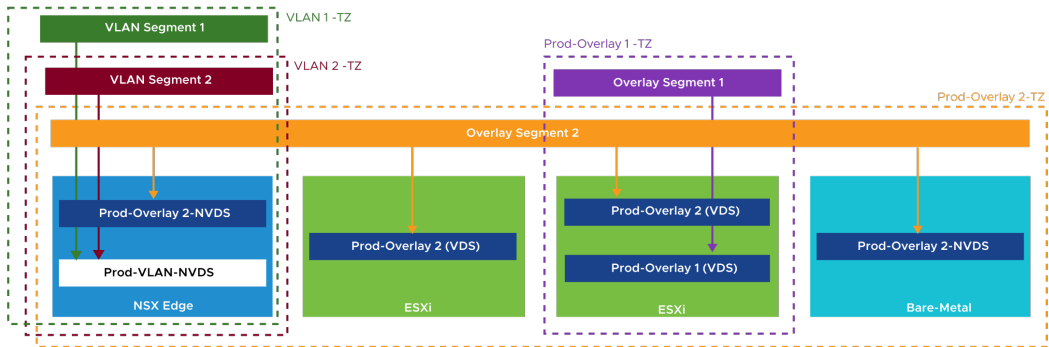 VLAN 1 -TZ
VLAN Segment 1
Prod-Overlay 1 -TZ
VLAN 2 -TZ
VLAN Segment 2
Overlay Segment 1
Prod-Overlay 2-TZ
Overlay Segment 2
Prod-Overlay 2-NVDS
Prod-Overlay 2 (VDS)
Prod-Overlay 2 (VDS)
Prod-Overlay 2-NVDS
Prod-VLAN-NVDS
Prod-Overlay 1 (VDS)
NSX Edge
ESXi
ESXi
Bare-Metal